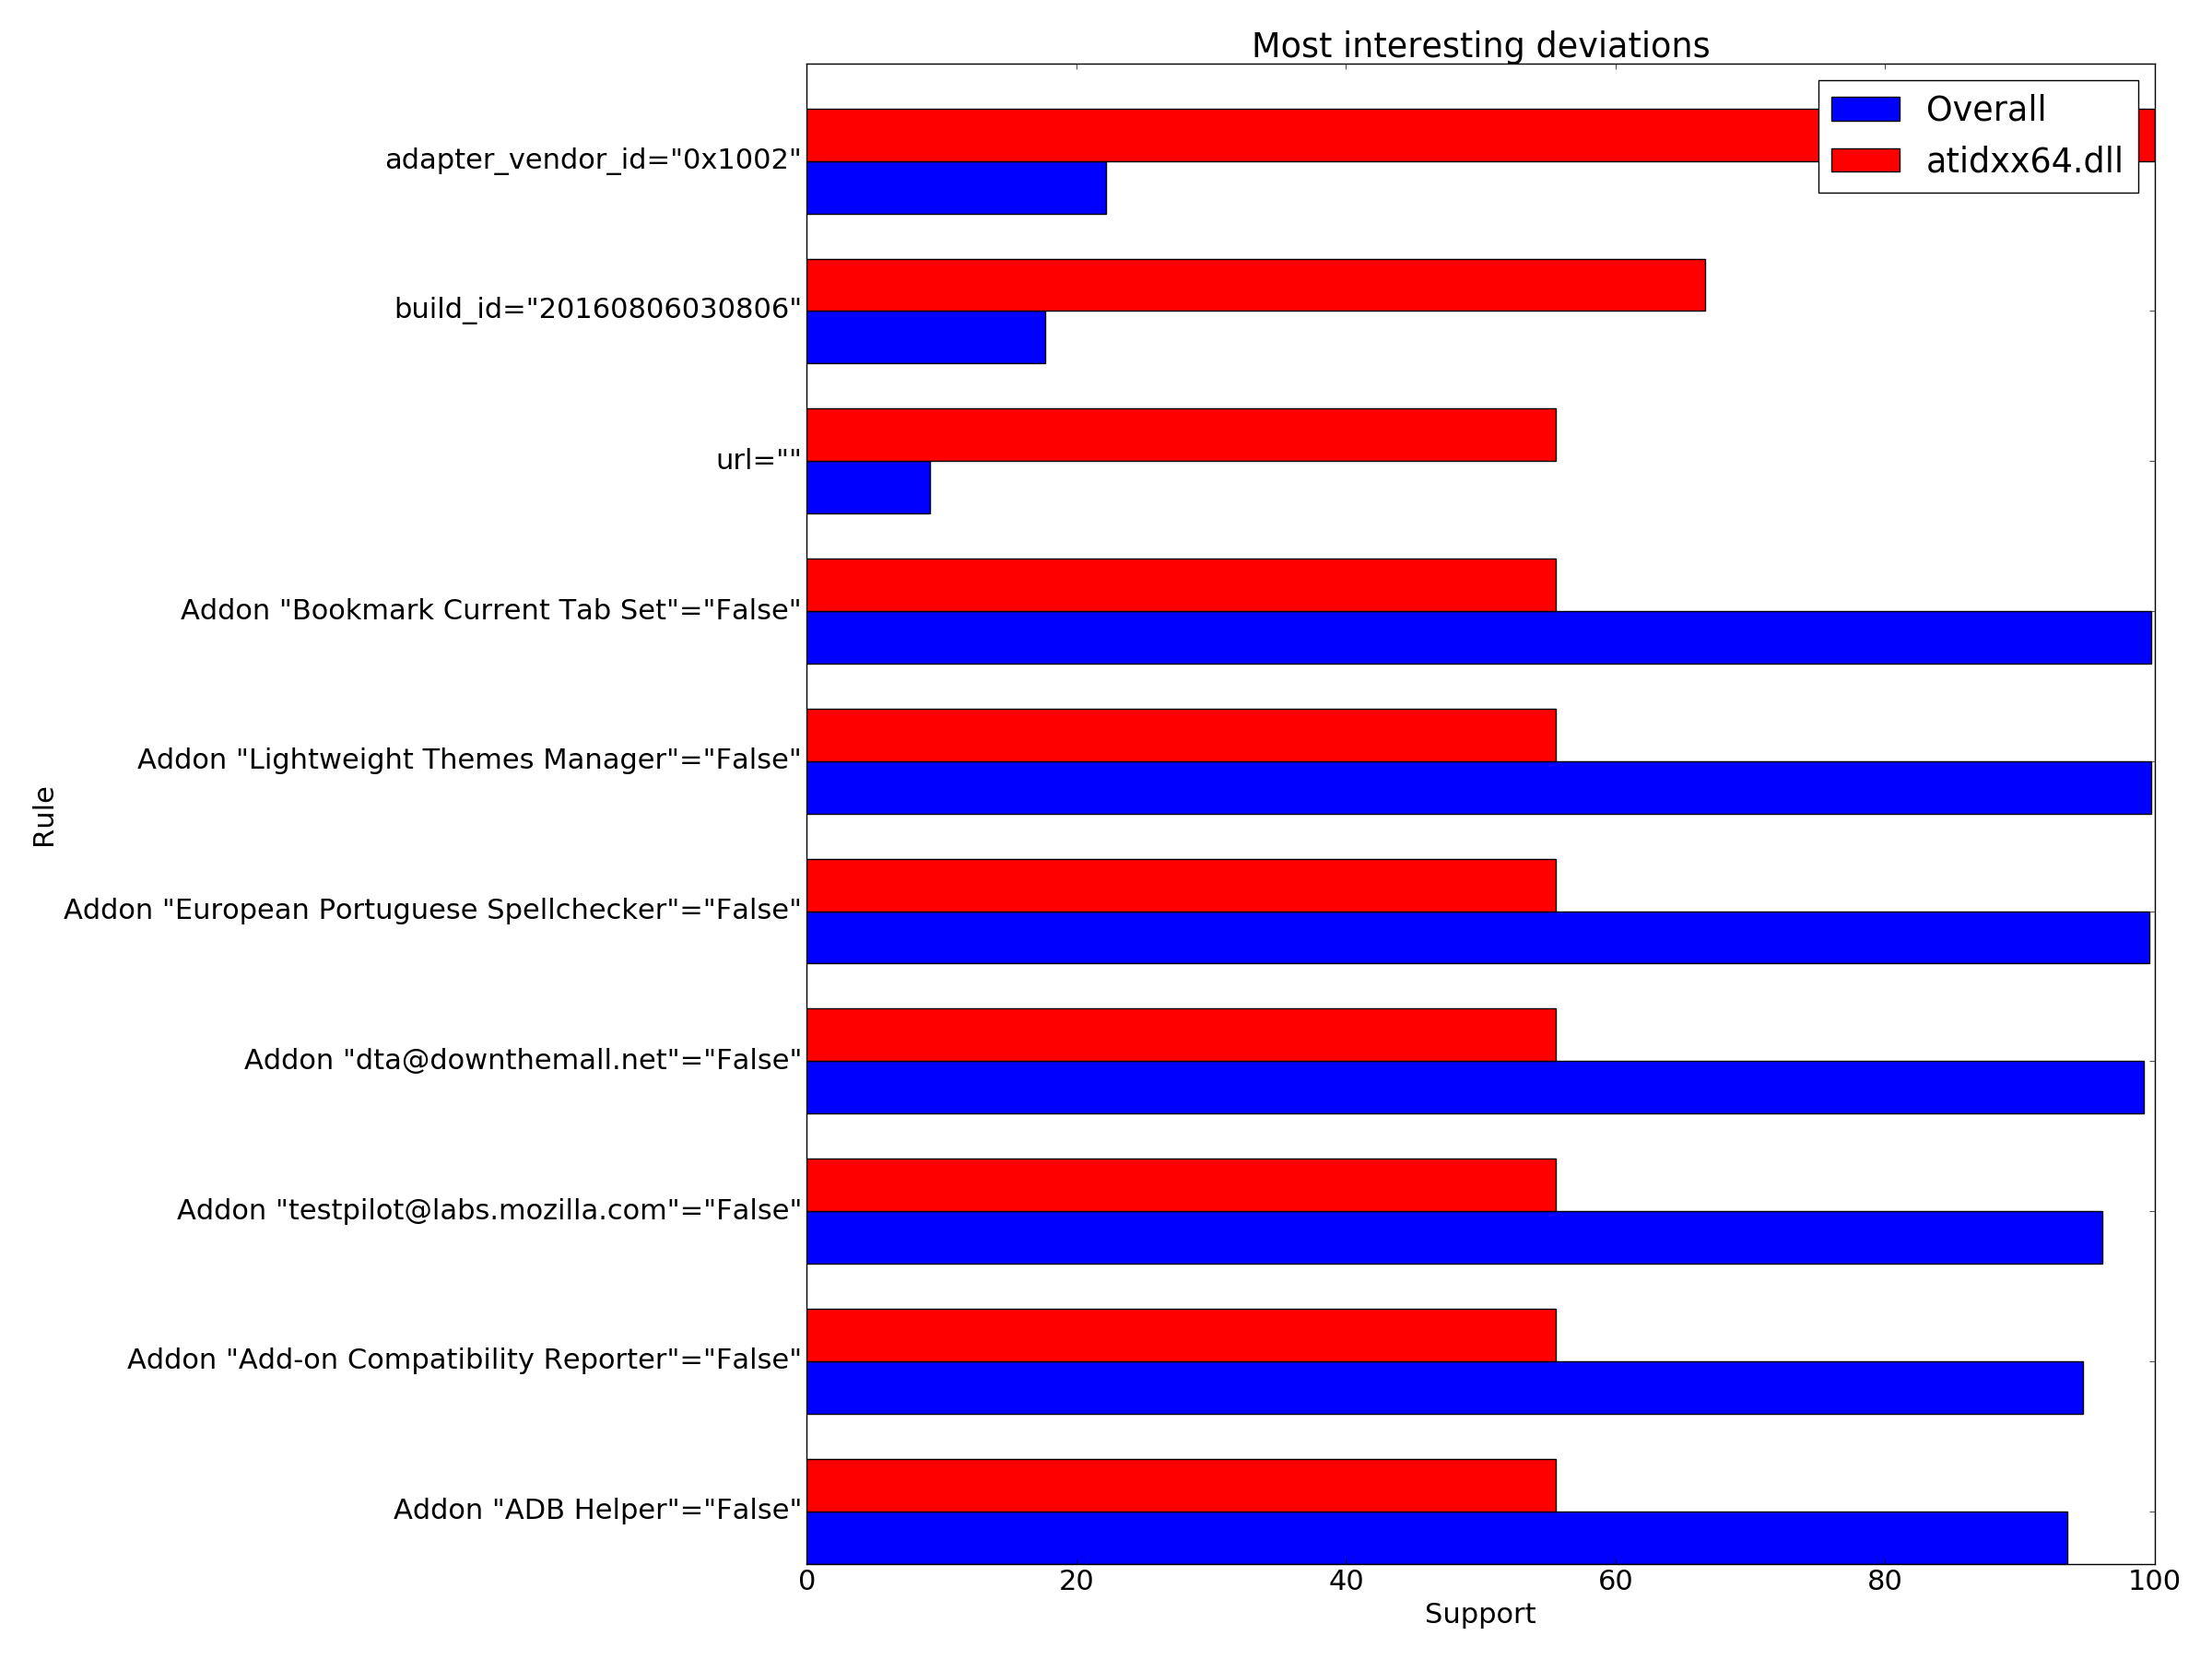 Most interesting deviations
Overall
atidxx64.dll
adapter_vendor_id="0x1002"
build_id="20160806030806"
url=""
Addon "Bookmark Current Tab Set"="False"
Addon "Lightweight Themes Manager"="False"
Rule
Addon "European Portuguese Spellchecker"="False"
Addon "dta@downthemall.net"="False"
Addon "testpilot@labs.mozilla.com"="False"
Addon "Add-on Compatibility Reporter"="False"
Addon "ADB Helper"="False"
0 20 40 60 80 100
Support